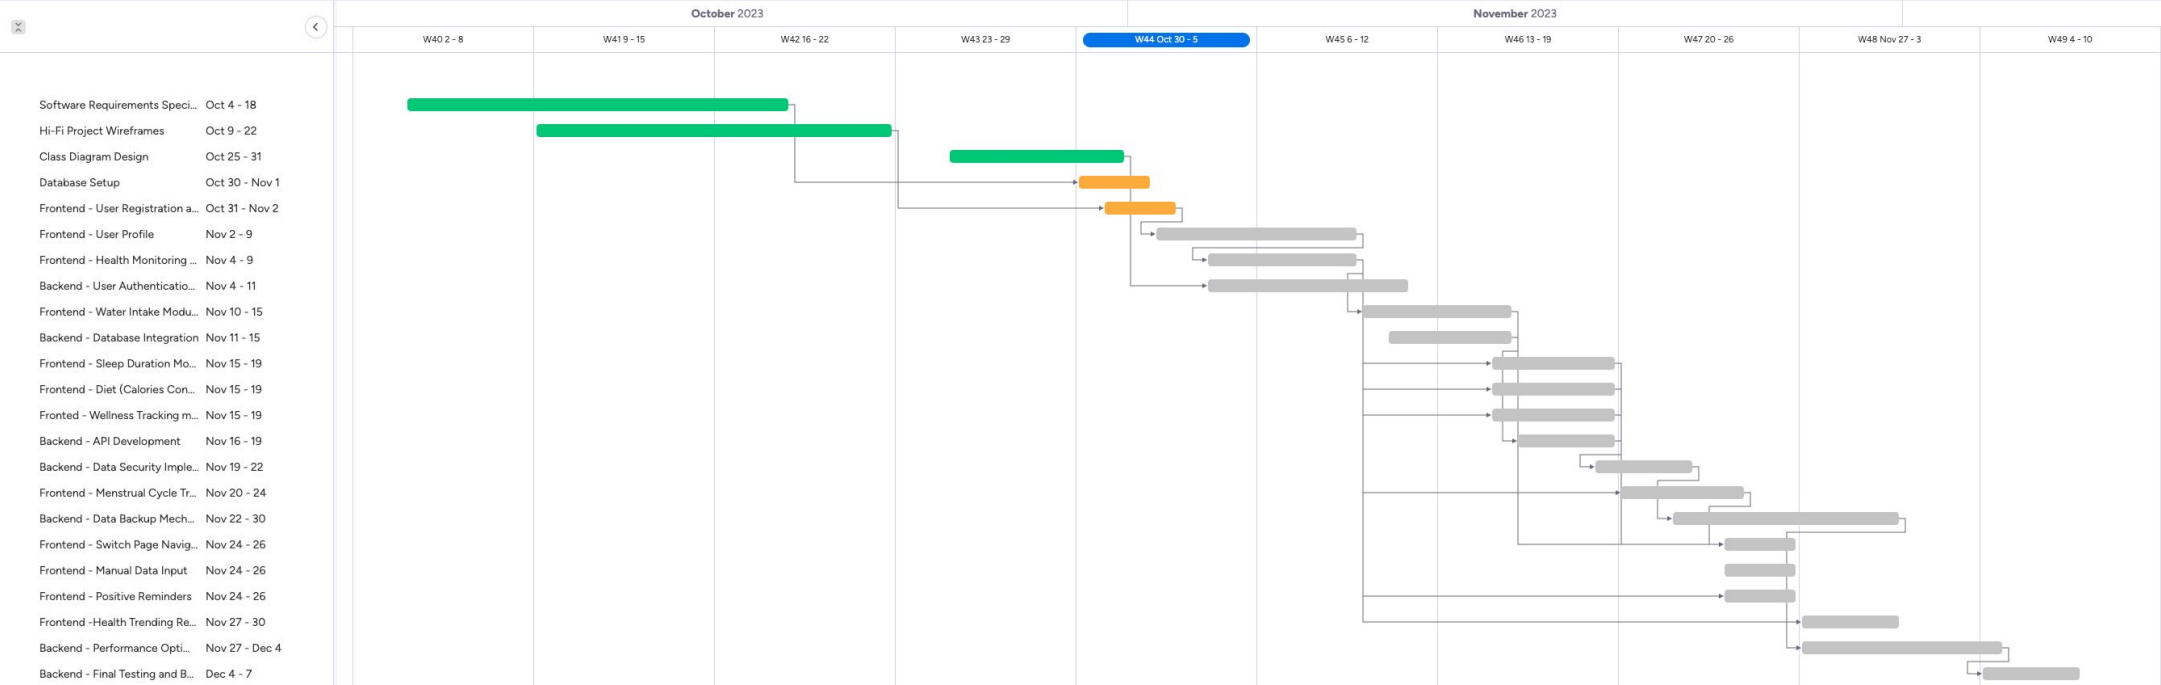 October 2023 November 2023
W40 2 - 8 W41 9 - 15 W42 16 - 22 W43 23 - 29 W44 Oct 30 - 5 W45 6 - 12 W46 13 - 19 W47 20 - 26 W48 Nov 27 - 3 W49 4 - 10
Software Requirements Speci... Oct 4 - 18
Hi-Fi Project Wireframes Oct 9 - 22
Class Diagram Design Oct 25 - 31
Database Setup Oct 30 - Nov 1
Frontend - User Registration a... Oct 31 - Nov 2
Frontend - User Profile Nov 2 - 9
Frontend - Health Monitoring ... Nov 4 - 9
Backend - User Authenticatio... Nov 4 - 11
Frontend - Water Intake Modu... Nov 10 - 15
Backend - Database Integration Nov 11 - 15
Frontend - Sleep Duration Mo... Nov 15 - 19
Frontend - Diet (Calories Con... Nov 15 - 19
Fronted - Wellness Tracking m... Nov 15 - 19
Backend - API Development Nov 16 - 19
Backend - Data Security Imple... Nov 19 - 22
Frontend - Menstrual Cycle Tr... Nov 20 - 24
Backend - Data Backup Mech... Nov 22 - 30
Frontend - Switch Page Navig... Nov 24 - 26
Frontend - Manual Data Input Nov 24 - 26
Frontend - Positive Reminders Nov 24 - 26
Frontend -Health Trending Re... Nov 27 - 30
Backend - Performance Opti... Nov 27 - Dec 4
Backend - Final Testing and B... Dec 4 - 7